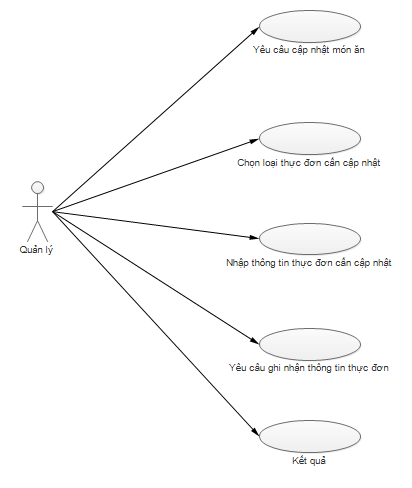 Yêu cầu cập nhật món ăn
Chọn loại thực đơn cần cập nhật
Quản lý
Nhập thông tin thực đơn cần cập nhật
Yêu cầu ghi nhận thông tin thực đơn
Kết quả